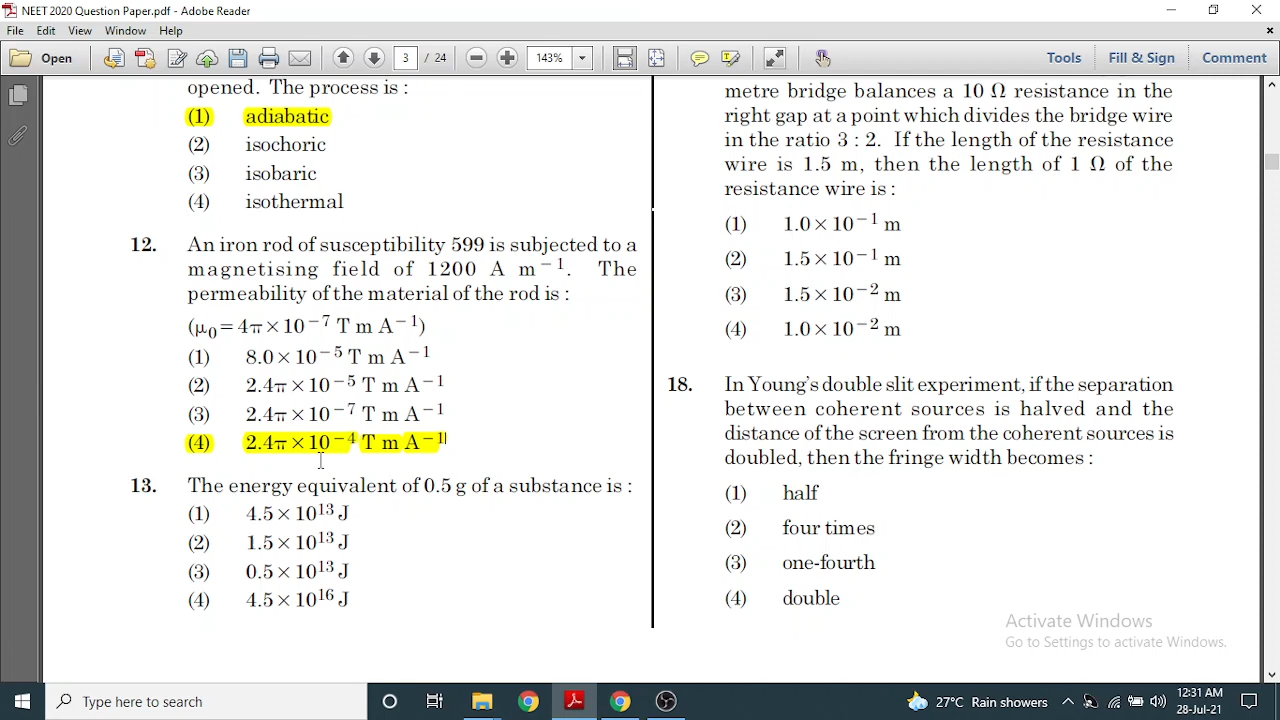 NEET 2020 Question Paper.pdf - Adobe Reader
File Edit View Window Help
Open 3 / 24 143% Tools Fill & Sign Comment
opened. The process is :
(1) adiabatic
(2) isochoric
(3) isobaric
(4) isothermal
12. An iron rod of susceptibility 599 is subjected to a
magnetising field of 1200 A m⁻¹. The
permeability of the material of the rod is :
(μ₀ = 4π × 10⁻⁷ T m A⁻¹)
(1) 8.0 × 10⁻⁵ T m A⁻¹
(2) 2.4π × 10⁻⁵ T m A⁻¹
(3) 2.4π × 10⁻⁷ T m A⁻¹
(4) 2.4π × 10⁻⁴ T m A⁻¹
13. The energy equivalent of 0.5 g of a substance is :
(1) 4.5 × 10¹³ J
(2) 1.5 × 10¹³ J
(3) 0.5 × 10¹³ J
(4) 4.5 × 10¹⁶ J
metre bridge balances a 10 Ω resistance in the
right gap at a point which divides the bridge wire
in the ratio 3 : 2. If the length of the resistance
wire is 1.5 m, then the length of 1 Ω of the
resistance wire is :
(1) 1.0 × 10⁻¹ m
(2) 1.5 × 10⁻¹ m
(3) 1.5 × 10⁻² m
(4) 1.0 × 10⁻² m
18. In Young's double slit experiment, if the separation
between coherent sources is halved and the
distance of the screen from the coherent sources is
doubled, then the fringe width becomes :
(1) half
(2) four times
(3) one-fourth
(4) double
Activate Windows
Go to Settings to activate Windows.
Type here to search 27°C Rain showers 12:31 AM
28-Jul-21